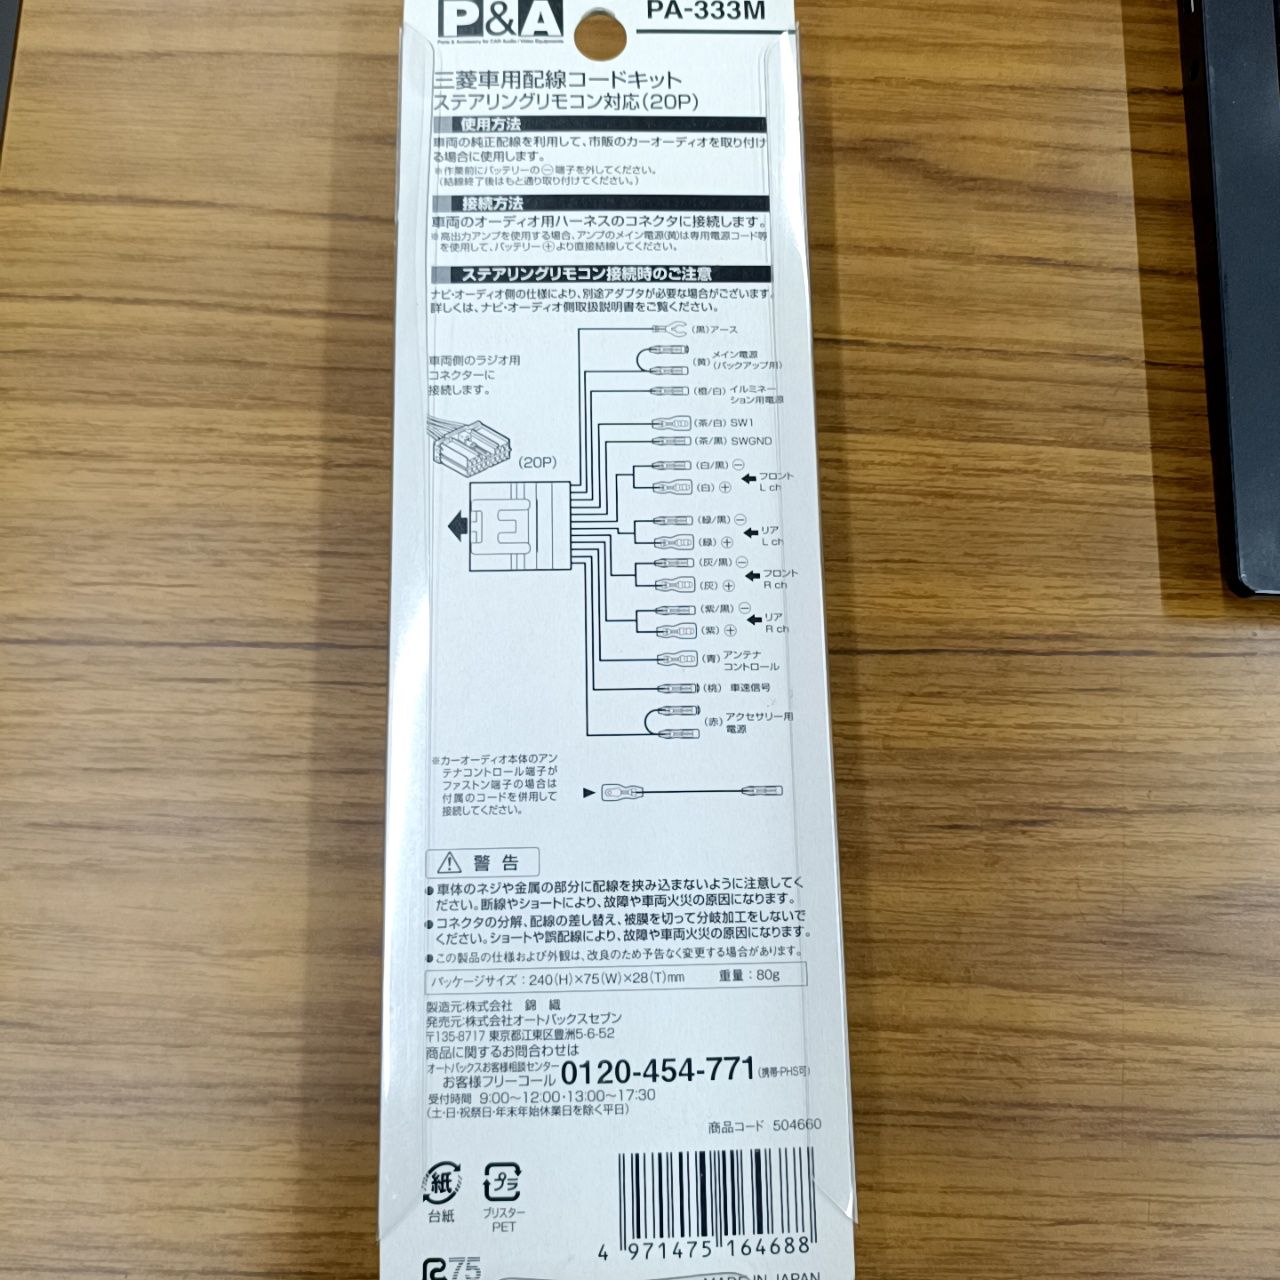 P&A
PA-333M
Parts & Accessory for CAR Audio / Video Equipments
三菱車用配線コードキット
ステアリングリモコン対応(20P)
使用方法
車両の純正配線を利用して、市販のカーオーディオを取り付け
る場合に使用します。
※作業前にバッテリーの⊖端子を外してください。
(結線終了後はもと通り取り付けてください。)
接続方法
車両のオーディオ用ハーネスのコネクタに接続します。
※高出力アンプを使用する場合、アンプのメイン電源(黄)は専用電源コード等
を使用して、バッテリー⊕より直接結線してください。
ステアリングリモコン接続時のご注意
ナビ・オーディオ側の仕様により、別途アダプタが必要な場合がございます。
詳しくは、ナビ・オーディオ側取扱説明書をご覧ください。
車両側のラジオ用
コネクターに
接続します。
(20P)
(黒)アース
(黄)メイン電源
(バックアップ用)
(橙/白)イルミネー
ション用電源
(茶/白)SW1
(茶/黒)SWGND
(白/黒)⊖
(白)⊕
フロント
L ch
(緑/黒)⊖
(緑)⊕
リア
L ch
(灰/黒)⊖
(灰)⊕
フロント
R ch
(紫/黒)⊖
(紫)⊕
リア
R ch
(青)アンテナ
コントロール
(桃)車速信号
(赤)アクセサリー用
電源
※カーオーディオ本体のアン
テナコントロール端子が
ファストン端子の場合は
付属のコードを併用して
接続してください。
警告
●車体のネジや金属の部分に配線を挟み込まないように注意してく
ださい。断線やショートにより、故障や車両火災の原因になります。
●コネクタの分解、配線の差し替え、被膜を切って分岐加工をしないで
ください。ショートや誤配線により、故障や車両火災の原因になります。
●この製品の仕様および外観は、改良のため予告なく変更する場合があります。
パッケージサイズ：240(H)×75(W)×28(T)mm 重量：80g
製造元:株式会社 錦織
発売元:株式会社オートバックスセブン
〒135-8717 東京都江東区豊洲5-6-52
商品に関するお問合わせは
オートバックスお客様相談センター
お客様フリーコール 0120-454-771(携帯・PHS可)
受付時間 9:00〜12:00・13:00〜17:30
(土・日・祝祭日・年末年始休業日を除く平日)
商品コード 504660
紙
台紙
プラ
ブリスター
PET
4 971475 164688
R75
MADE IN JAPAN